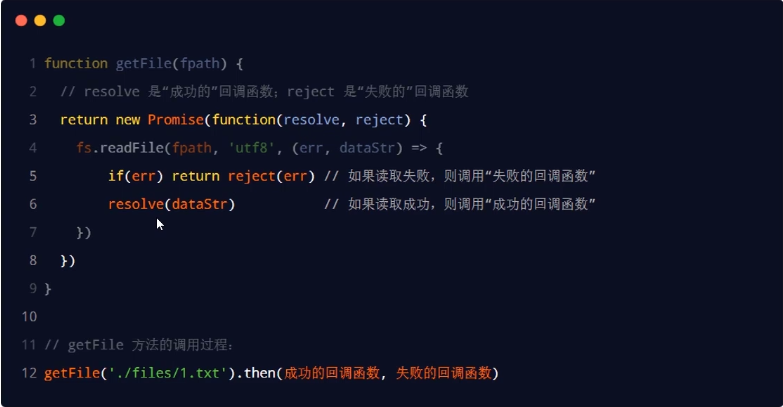 1 function getFile(fpath) {
2 // resolve 是“成功的”回调函数；reject 是“失败的”回调函数
3 return new Promise(function(resolve, reject) {
4 fs.readFile(fpath, 'utf8', (err, dataStr) => {
5 if(err) return reject(err) // 如果读取失败，则调用“失败的回调函数”
6 resolve(dataStr) // 如果读取成功，则调用“成功的回调函数”
7 })
8 })
9 }
10
11 // getFile 方法的调用过程：
12 getFile('./files/1.txt').then(成功的回调函数, 失败的回调函数)